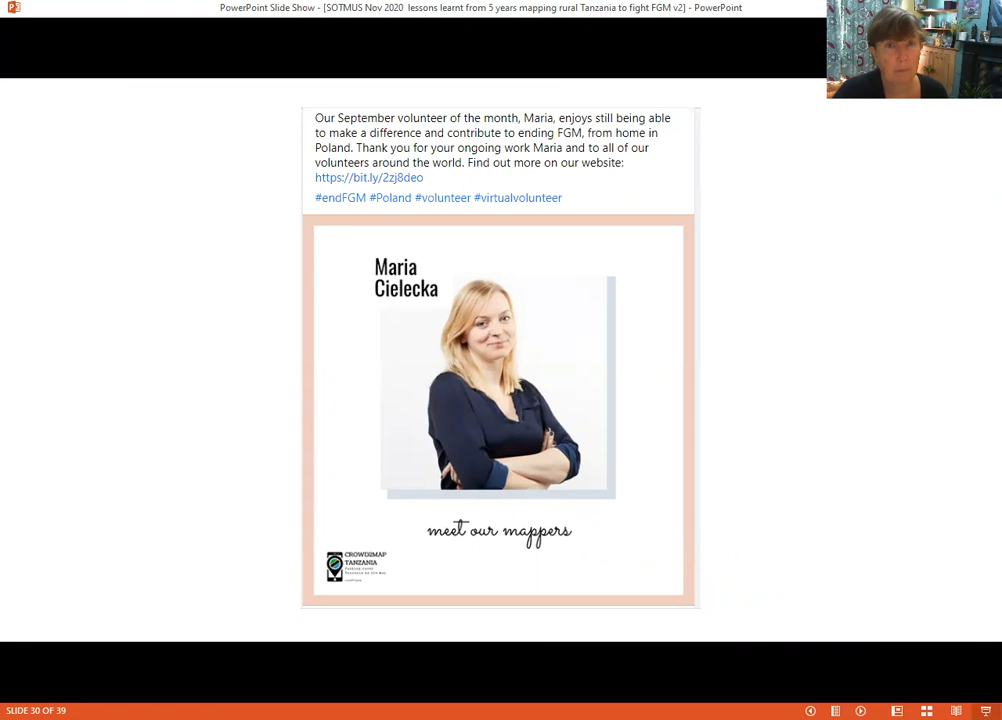 PowerPoint Slide Show - [SOTMUS Nov 2020 lessons learnt from 5 years mapping rural Tanzania to fight FGM v2] - PowerPoint
Our September volunteer of the month, Maria, enjoys still being able
to make a difference and contribute to ending FGM, from home in
Poland. Thank you for your ongoing work Maria and to all of our
volunteers around the world. Find out more on our website:
https://bit.ly/2zj8deo
#endFGM #Poland #volunteer #virtualvolunteer
Maria
Cielecka
meet our mappers
CROWD2MAP
TANZANIA
SLIDE 30 OF 39